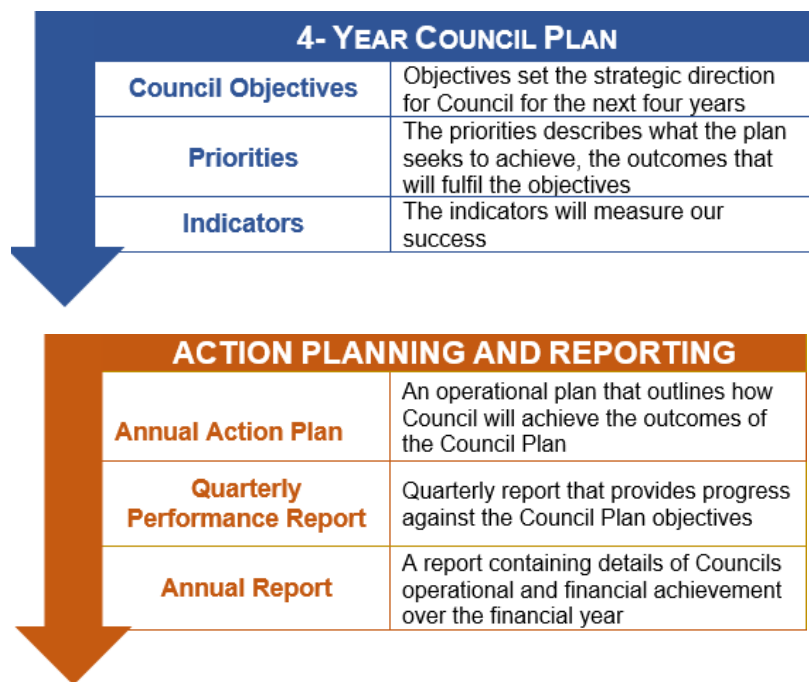 4- YEAR COUNCIL PLAN
Council Objectives
Objectives set the strategic direction
for Council for the next four years
Priorities
The priorities describes what the plan
seeks to achieve, the outcomes that
will fulfil the objectives
Indicators
The indicators will measure our
success
ACTION PLANNING AND REPORTING
Annual Action Plan
An operational plan that outlines how
Council will achieve the outcomes of
the Council Plan
Quarterly
Performance Report
Quarterly report that provides progress
against the Council Plan objectives
Annual Report
A report containing details of Councils
operational and financial achievement
over the financial year